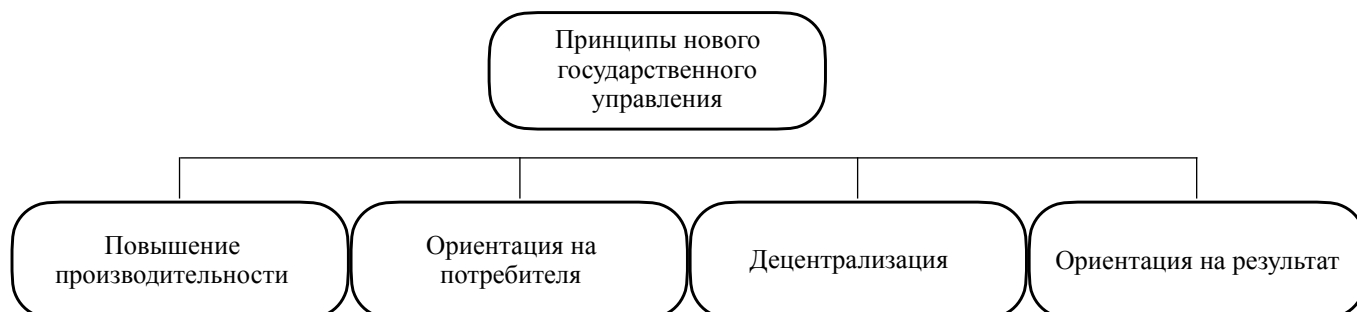 Принципы нового
государственного
управления
Повышение
производительности
Ориентация на
потребителя
Децентрализация
Ориентация на результат